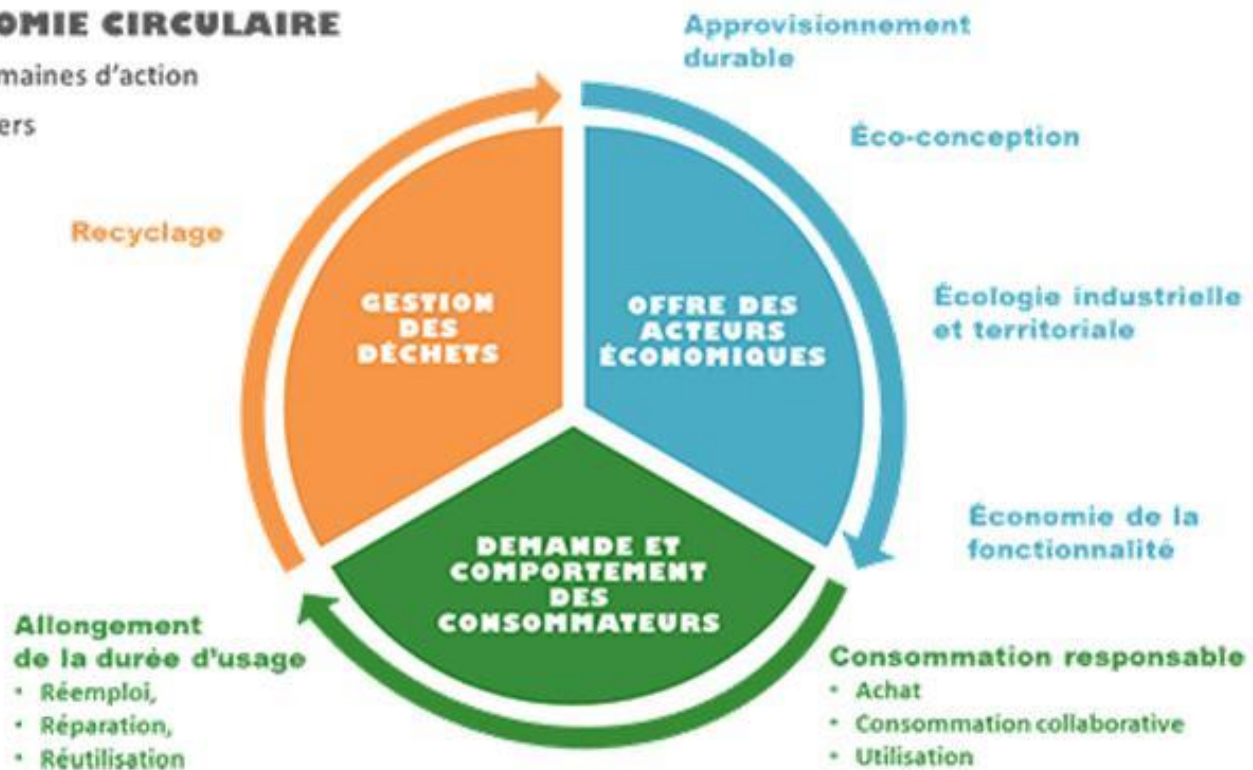 OMIE CIRCULAIRE
maines d'action
ers
Approvisionnement
durable
Éco-conception
Écologie industrielle
et territoriale
Économie de la
fonctionnalité
Recyclage
GESTION
DES
DÉCHETS
OFFRE DES
ACTEURS
ÉCONOMIQUES
DEMANDE ET
COMPORTEMENT
DES
CONSOMMATEURS
Consommation responsable
• Achat
• Consommation collaborative
• Utilisation
Allongement
de la durée d'usage
• Réemploi,
• Réparation,
• Réutilisation